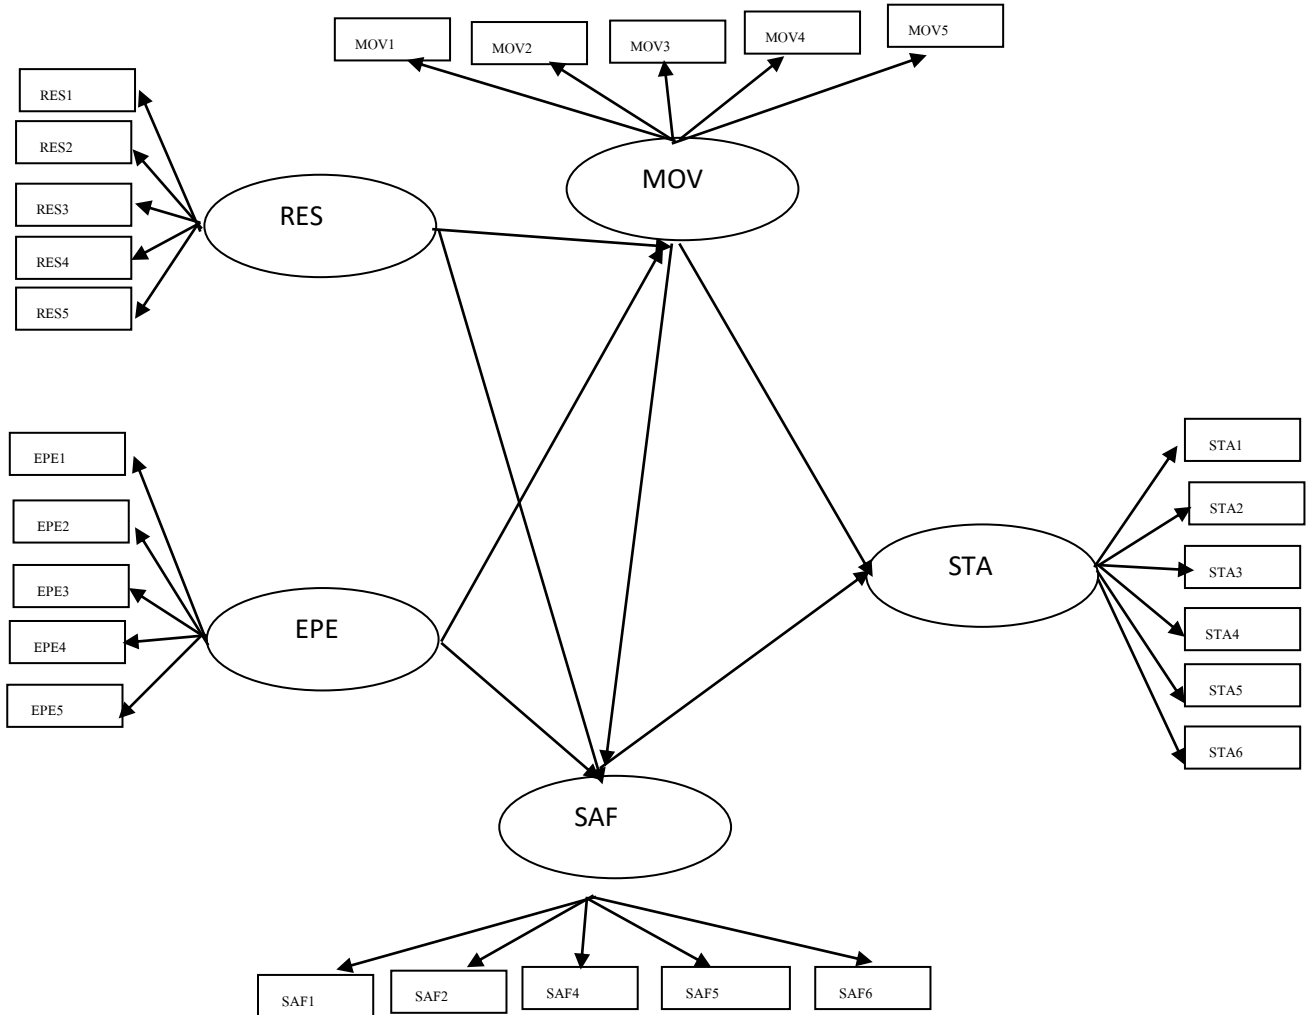 MOV1
MOV2
MOV3
MOV4
MOV5
RES1
RES2
RES3
RES4
RES5
RES
MOV
EPE1
EPE2
EPE3
EPE4
EPE5
EPE
STA
STA1
STA2
STA3
STA4
STA5
STA6
SAF
SAF1
SAF2
SAF4
SAF5
SAF6